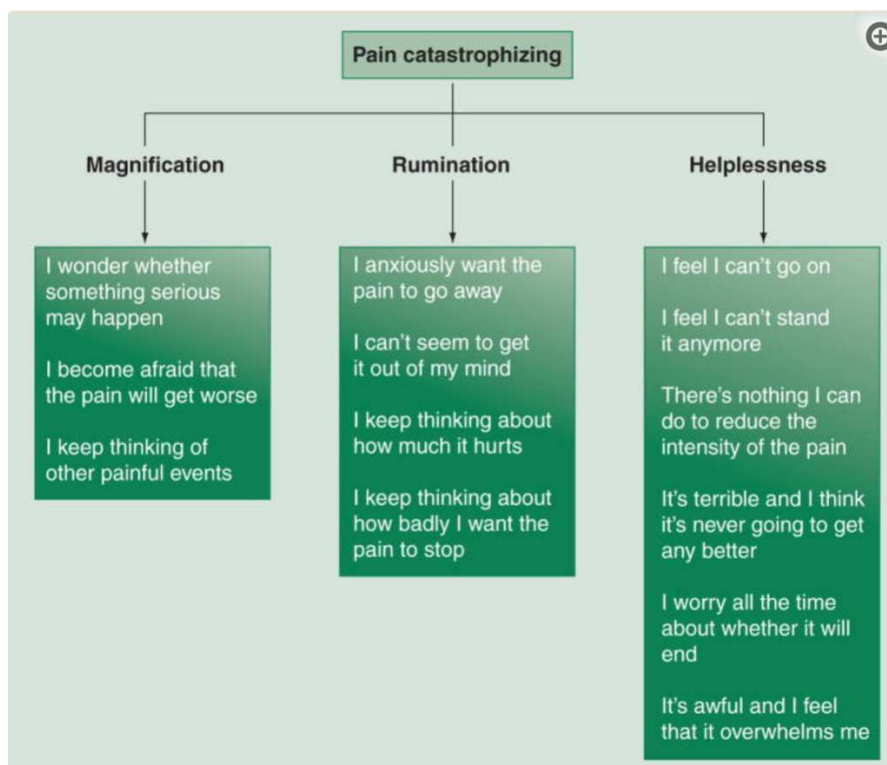 Pain catastrophizing
Magnification
Rumination
Helplessness
I wonder whether
something serious
may happen
I become afraid that
the pain will get worse
I keep thinking of
other painful events
I anxiously want the
pain to go away
I can't seem to get
it out of my mind
I keep thinking about
how much it hurts
I keep thinking about
how badly I want the
pain to stop
I feel I can't go on
I feel I can't stand
it anymore
There's nothing I can
do to reduce the
intensity of the pain
It's terrible and I think
it's never going to get
any better
I worry all the time
about whether it will
end
It's awful and I feel
that it overwhelms me